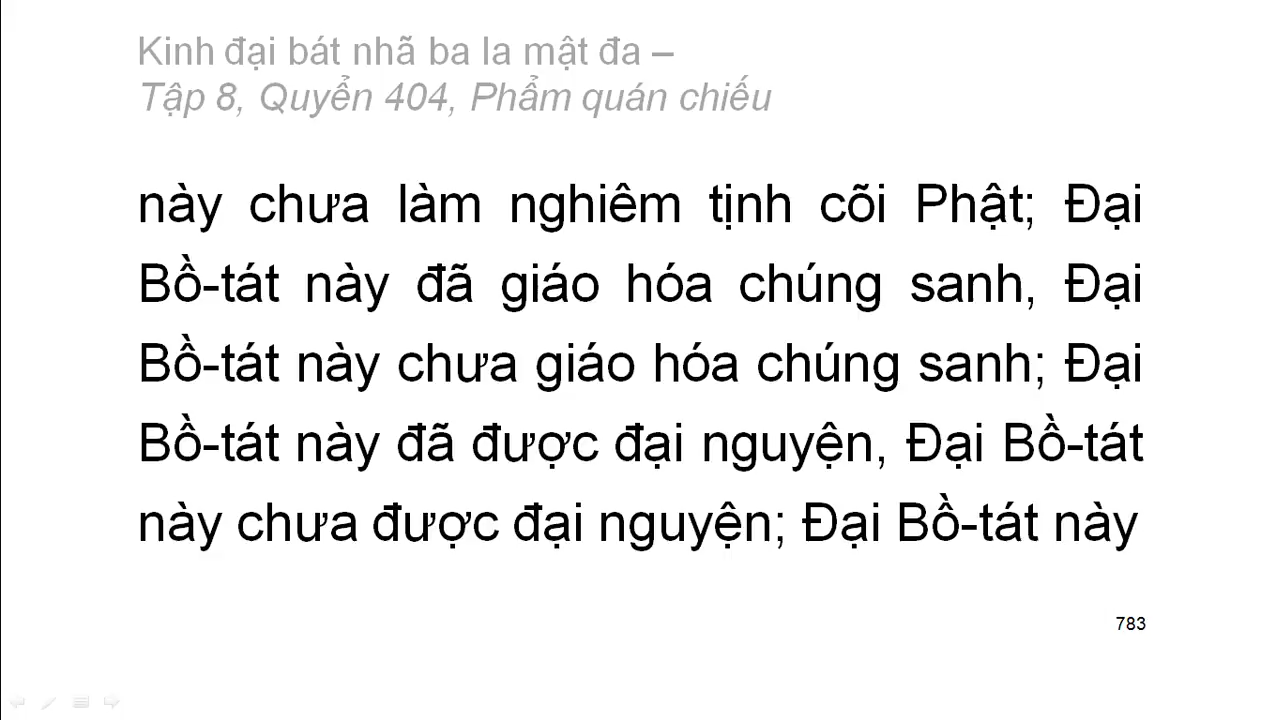 Kinh đại bát nhã ba la mật đa –
Tập 8, Quyển 404, Phẩm quán chiếu
này chưa làm nghiêm tịnh cõi Phật; Đại
Bồ-tát này đã giáo hóa chúng sanh, Đại
Bồ-tát này chưa giáo hóa chúng sanh; Đại
Bồ-tát này đã được đại nguyện, Đại Bồ-tát
này chưa được đại nguyện; Đại Bồ-tát này
783